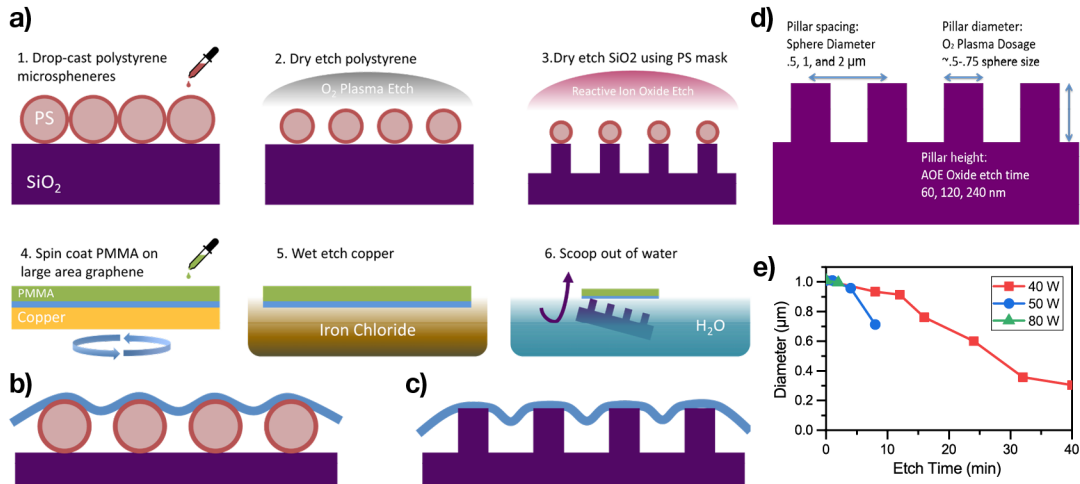 a)
1. Drop-cast polystyrene
microspheneres
PS
SiO₂
2. Dry etch polystyrene
O₂ Plasma Etch
3.Dry etch SiO2 using PS mask
Reactive Ion Oxide Etch
4. Spin coat PMMA on
large area graphene
PMMA
Copper
5. Wet etch copper
Iron Chloride
6. Scoop out of water
H₂O
b)
c)
d)
Pillar spacing:
Sphere Diameter
.5, 1, and 2 μm
Pillar diameter:
O₂ Plasma Dosage
~.5-.75 sphere size
Pillar height:
AOE Oxide etch time
60, 120, 240 nm
e)
Diameter (μm)
1.0
0.8
0.6
0.4
0.2
0.0
40 W
50 W
80 W
0
10
20
30
40
Etch Time (min)